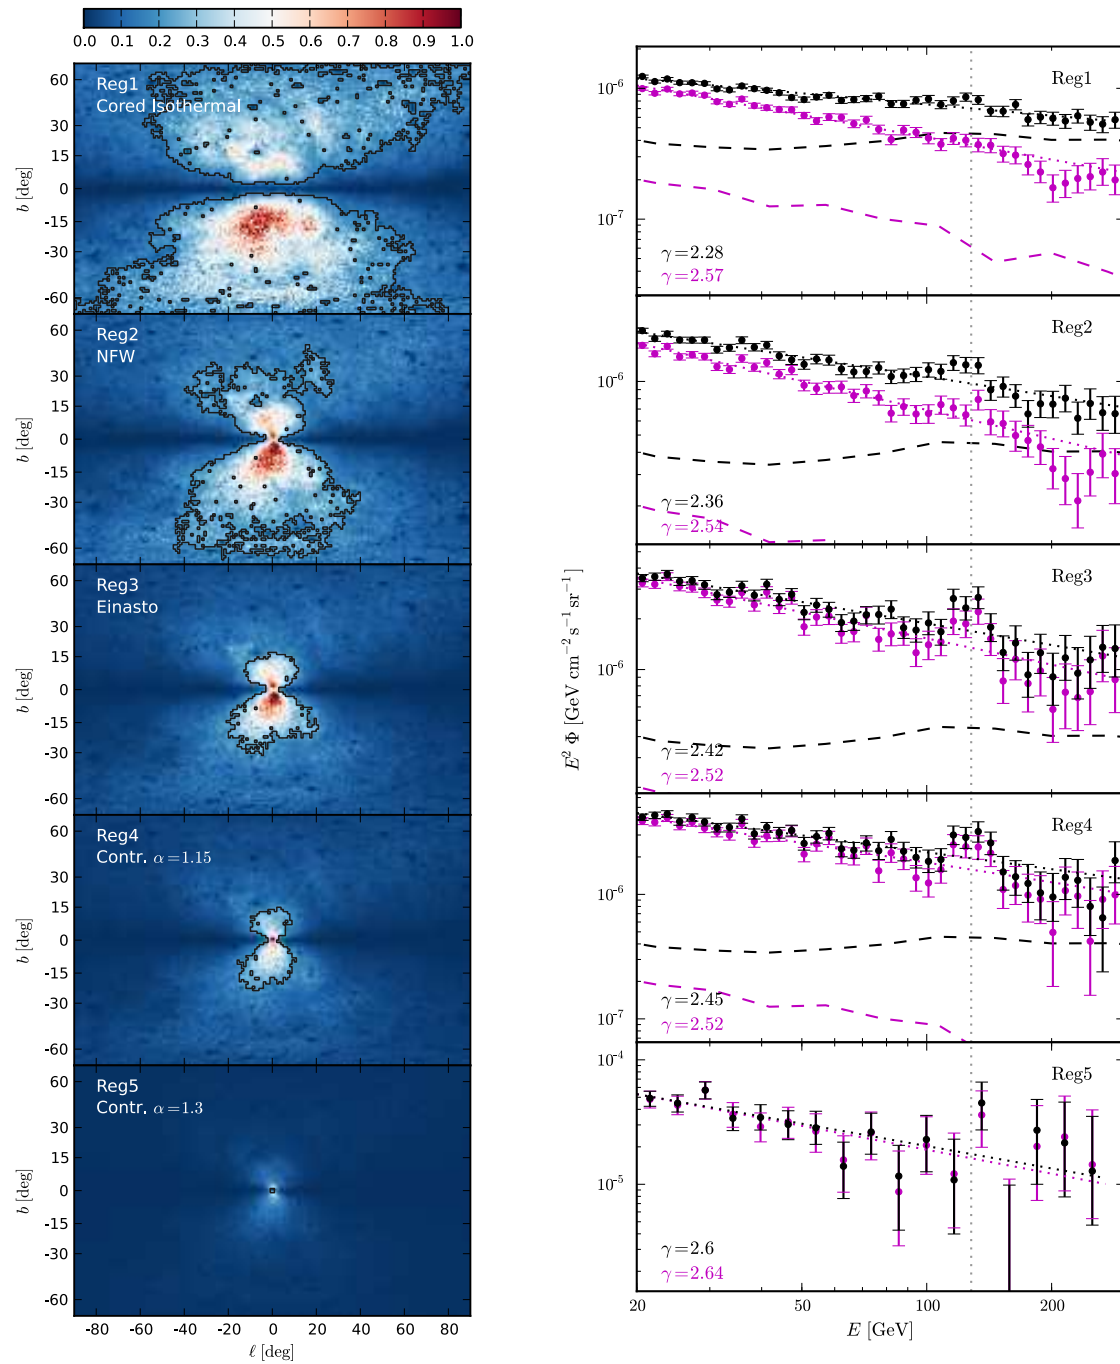 0.0 0.1 0.2 0.3 0.4 0.5 0.6 0.7 0.8 0.9 1.0
Reg1
Cored Isothermal
60
30
15
0
-15
-30
-60
b [deg]
Reg2
NFW
60
30
15
0
-15
-30
-60
b [deg]
Reg3
Einasto
60
30
15
0
-15
-30
-60
b [deg]
Reg4
Contr. α=1.15
60
30
15
0
-15
-30
-60
b [deg]
Reg5
Contr. α=1.3
60
30
15
0
-15
-30
-60
b [deg]
-80 -60 -40 -20 0 20 40 60 80
ℓ [deg]
Reg1
10⁻⁶
10⁻⁷
γ=2.28
γ=2.57
Reg2
10⁻⁶
γ=2.36
γ=2.54
Reg3
10⁻⁶
γ=2.42
γ=2.52
Reg4
10⁻⁶
10⁻⁷
γ=2.45
γ=2.52
Reg5
10⁻⁴
10⁻⁵
γ=2.6
γ=2.64
E² Φ [GeV cm⁻² s⁻¹ sr⁻¹]
20 50 100 200
E [GeV]